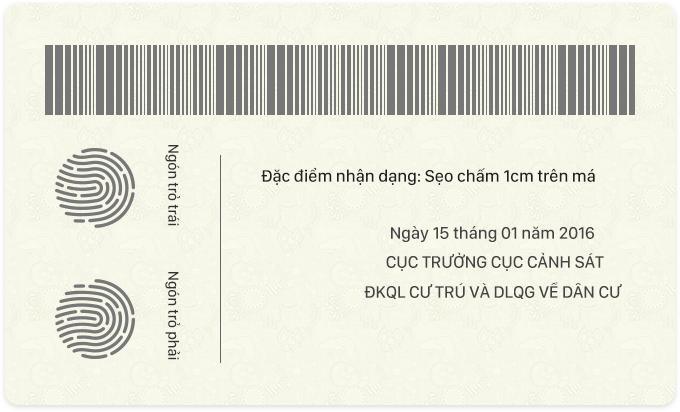 Ngón trỏ trái
Đặc điểm nhận dạng: Sẹo chấm 1cm trên má
Ngày 15 tháng 01 năm 2016
CỤC TRƯỞNG CỤC CẢNH SÁT
ĐKQL CƯ TRÚ VÀ DLQG VỀ DÂN CƯ
Ngón trỏ phải